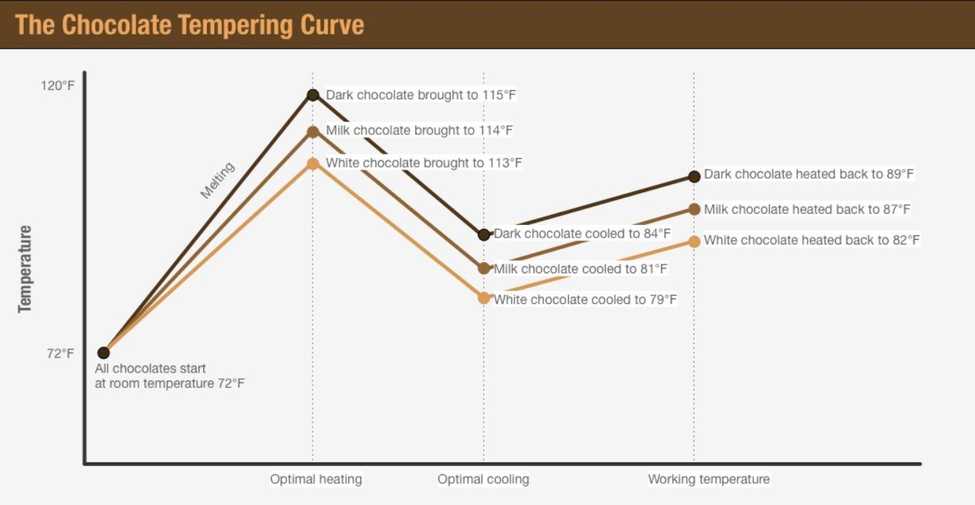 The Chocolate Tempering Curve
120°F
Dark chocolate brought to 115°F
Milk chocolate brought to 114°F
White chocolate brought to 113°F
Melting
Dark chocolate heated back to 89°F
Milk chocolate heated back to 87°F
White chocolate heated back to 82°F
Dark chocolate cooled to 84°F
Milk chocolate cooled to 81°F
White chocolate cooled to 79°F
Temperature
72°F
All chocolates start
at room temperature 72°F
Optimal heating
Optimal cooling
Working temperature